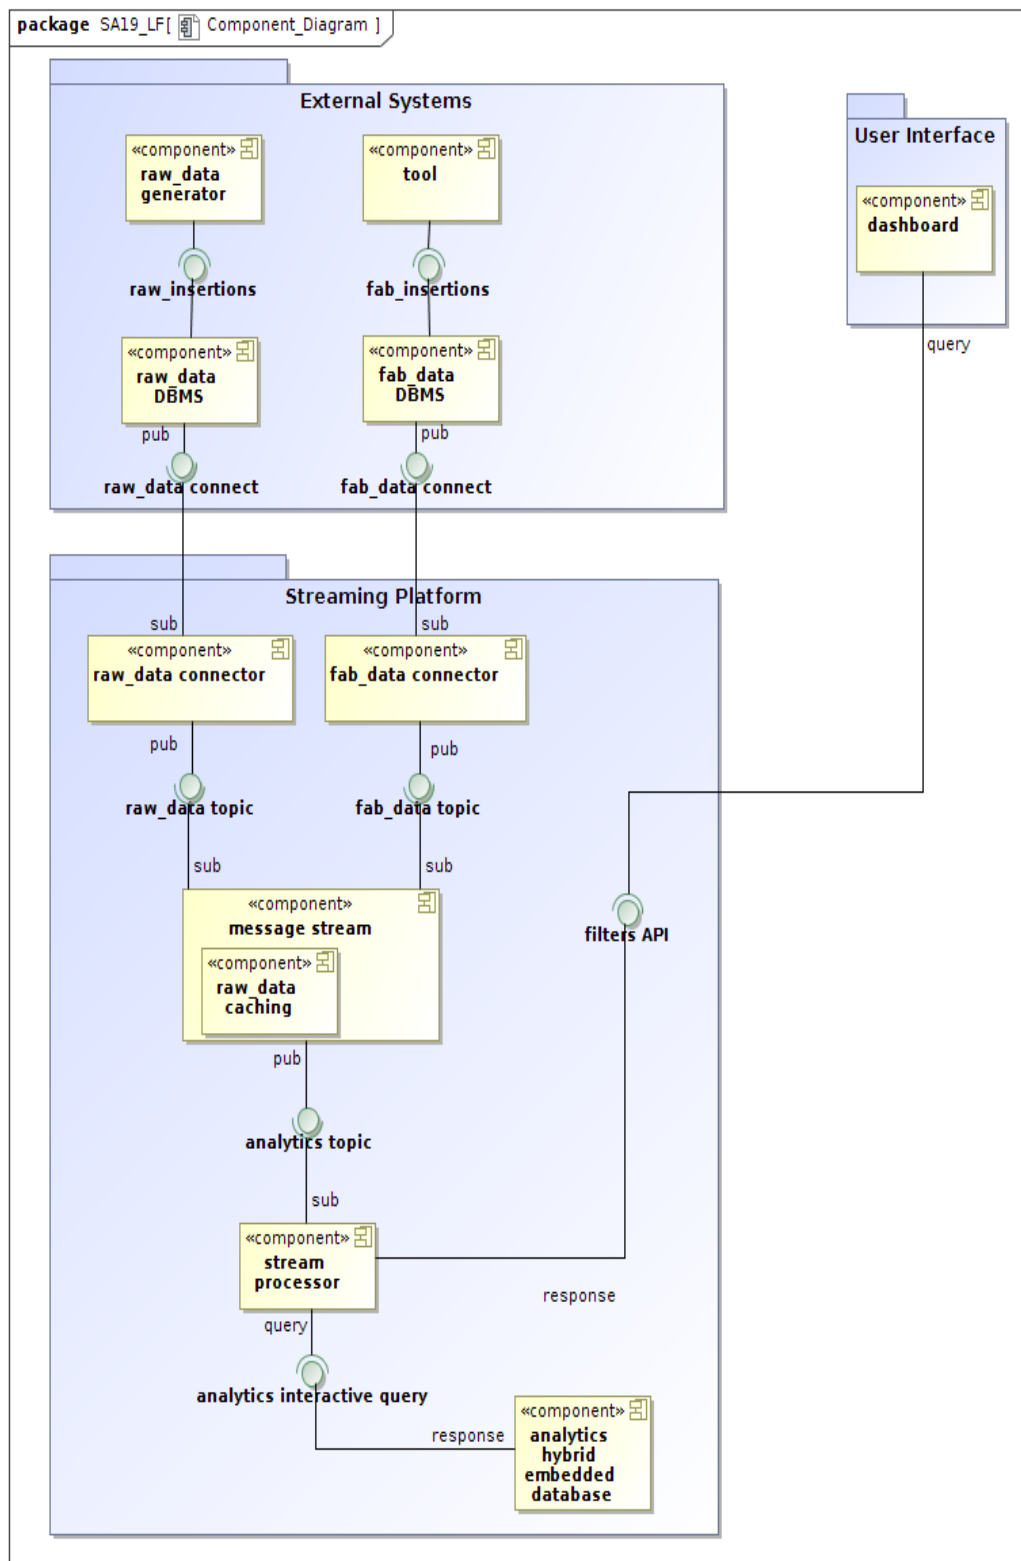 package SA19_LF[ Component_Diagram ]
External Systems
«component»
raw_data
generator
«component»
tool
raw_insertions
fab_insertions
«component»
raw_data
DBMS
«component»
fab_data
DBMS
pub
pub
raw_data connect
fab_data connect
User Interface
«component»
dashboard
query
Streaming Platform
sub
sub
«component»
raw_data connector
«component»
fab_data connector
pub
pub
raw_data topic
fab_data topic
sub
sub
«component»
message stream
«component»
raw_data
caching
filters API
pub
analytics topic
sub
«component»
stream
processor
response
query
analytics interactive query
response
«component»
analytics
hybrid
embedded
database